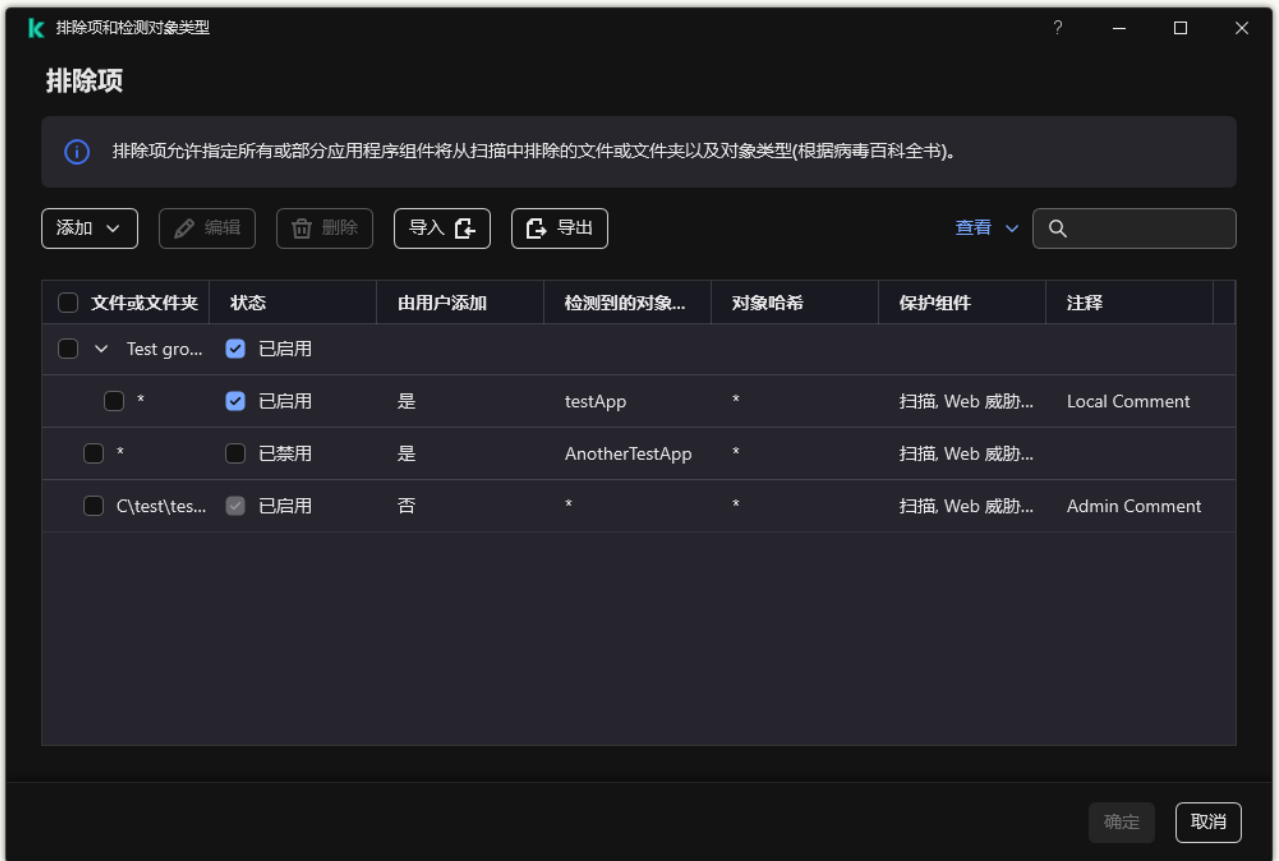 排除项和检测对象类型
排除项
排除项允许指定所有或部分应用程序组件将从扫描中排除的文件或文件夹以及对象类型(根据病毒百科全书)。
添加 编辑 删除 导入 导出 查看
文件或文件夹 状态 由用户添加 检测到的对象... 对象哈希 保护组件 注释
Test gro... 已启用
* 已启用 是 testApp * 扫描, Web 威胁... Local Comment
* 已禁用 是 AnotherTestApp * 扫描, Web 威胁...
C\test\tes... 已启用 否 * * 扫描, Web 威胁... Admin Comment
确定 取消